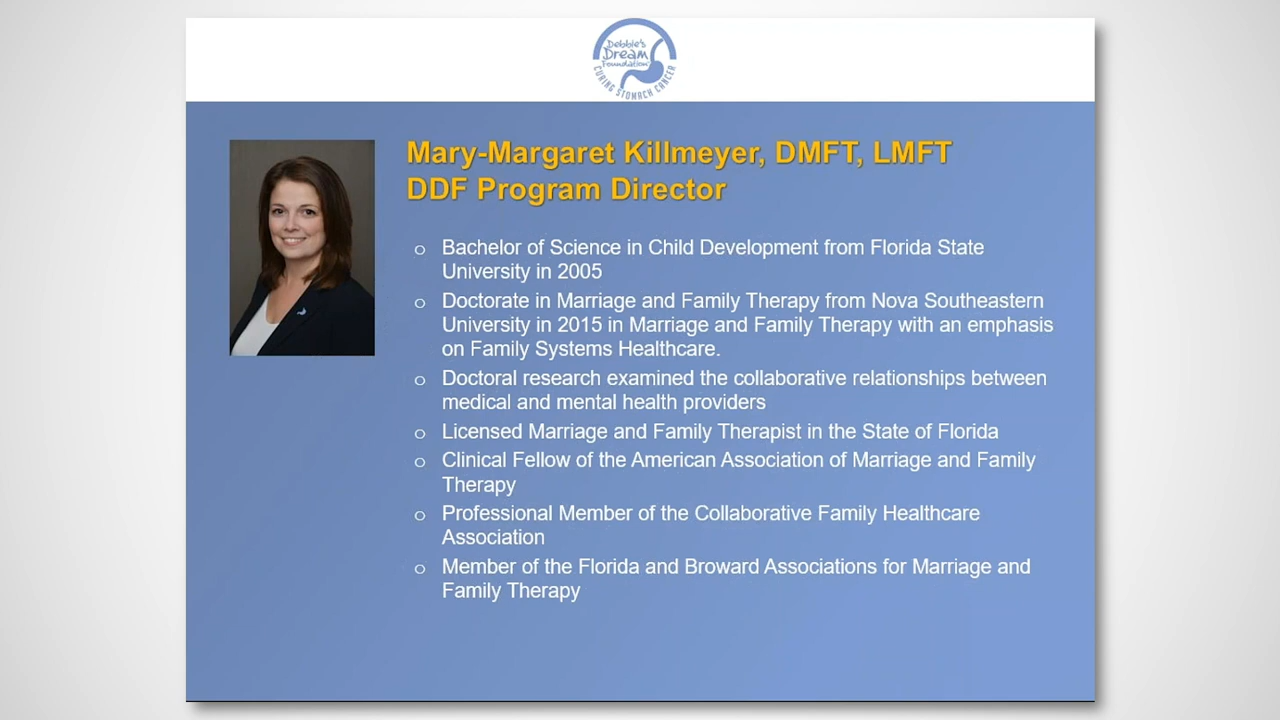 Debbie's
Dream
Foundation
CURING STOMACH CANCER
Mary-Margaret Killmeyer, DMFT, LMFT
DDF Program Director
o Bachelor of Science in Child Development from Florida State
University in 2005
o Doctorate in Marriage and Family Therapy from Nova Southeastern
University in 2015 in Marriage and Family Therapy with an emphasis
on Family Systems Healthcare.
o Doctoral research examined the collaborative relationships between
medical and mental health providers
o Licensed Marriage and Family Therapist in the State of Florida
o Clinical Fellow of the American Association of Marriage and Family
Therapy
o Professional Member of the Collaborative Family Healthcare
Association
o Member of the Florida and Broward Associations for Marriage and
Family Therapy